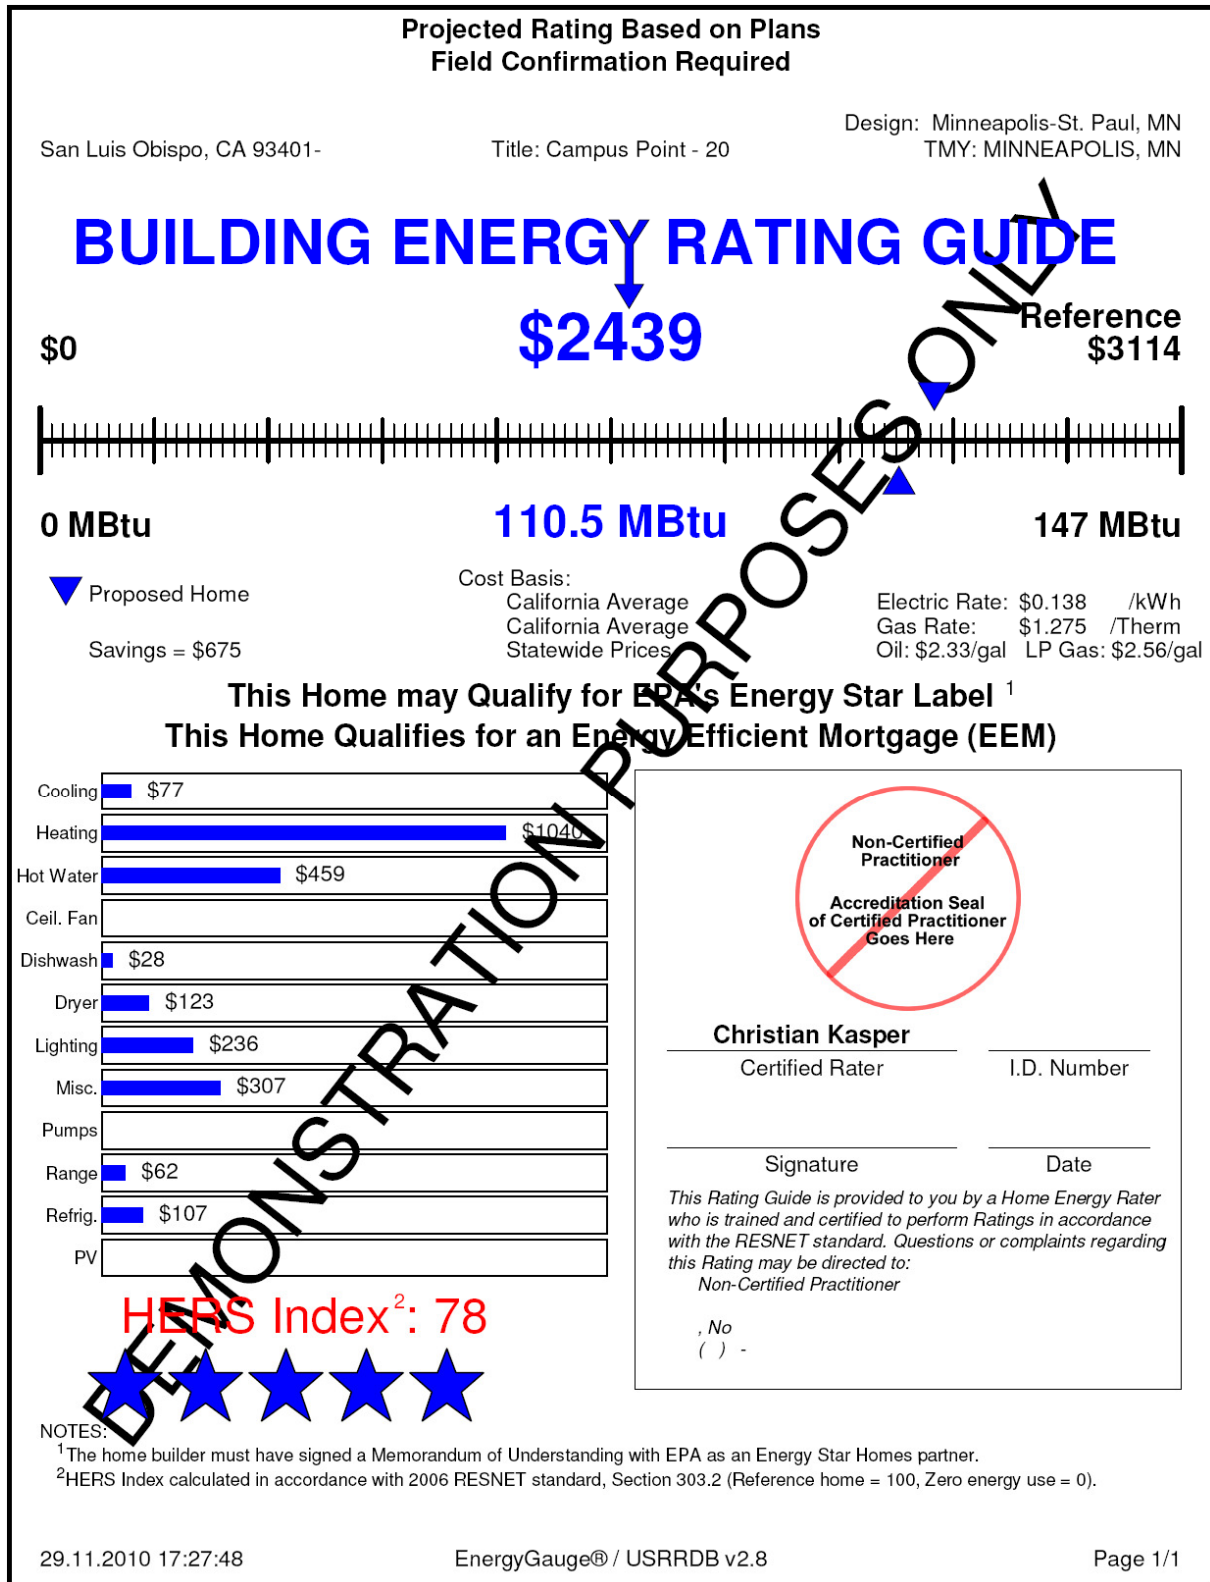 Projected Rating Based on Plans
Field Confirmation Required
Design: Minneapolis-St. Paul, MN
San Luis Obispo, CA 93401- Title: Campus Point - 20 TMY: MINNEAPOLIS, MN
BUILDING ENERGY RATING GUIDE
$0 $2439 Reference
$3114
0 MBtu 110.5 MBtu 147 MBtu
Proposed Home
Savings = $675
Cost Basis:
California Average Electric Rate: $0.138 /kWh
California Average Gas Rate: $1.275 /Therm
Statewide Prices Oil: $2.33/gal LP Gas: $2.56/gal
This Home may Qualify for EPA's Energy Star Label 1
This Home Qualifies for an Energy Efficient Mortgage (EEM)
Cooling $77
Heating $1040
Hot Water $459
Ceil. Fan
Dishwash $28
Dryer $123
Lighting $236
Misc. $307
Pumps
Range $62
Refrig. $107
PV
HERS Index2: 78
Non-Certified
Practitioner
Accreditation Seal
of Certified Practitioner
Goes Here
Christian Kasper
Certified Rater I.D. Number
Signature Date
This Rating Guide is provided to you by a Home Energy Rater
who is trained and certified to perform Ratings in accordance
with the RESNET standard. Questions or complaints regarding
this Rating may be directed to:
Non-Certified Practitioner
, No
( ) -
DEMONSTRATION PURPOSES ONLY
NOTES:
1The home builder must have signed a Memorandum of Understanding with EPA as an Energy Star Homes partner.
2HERS Index calculated in accordance with 2006 RESNET standard, Section 303.2 (Reference home = 100, Zero energy use = 0).
29.11.2010 17:27:48 EnergyGauge® / USRRDB v2.8 Page 1/1